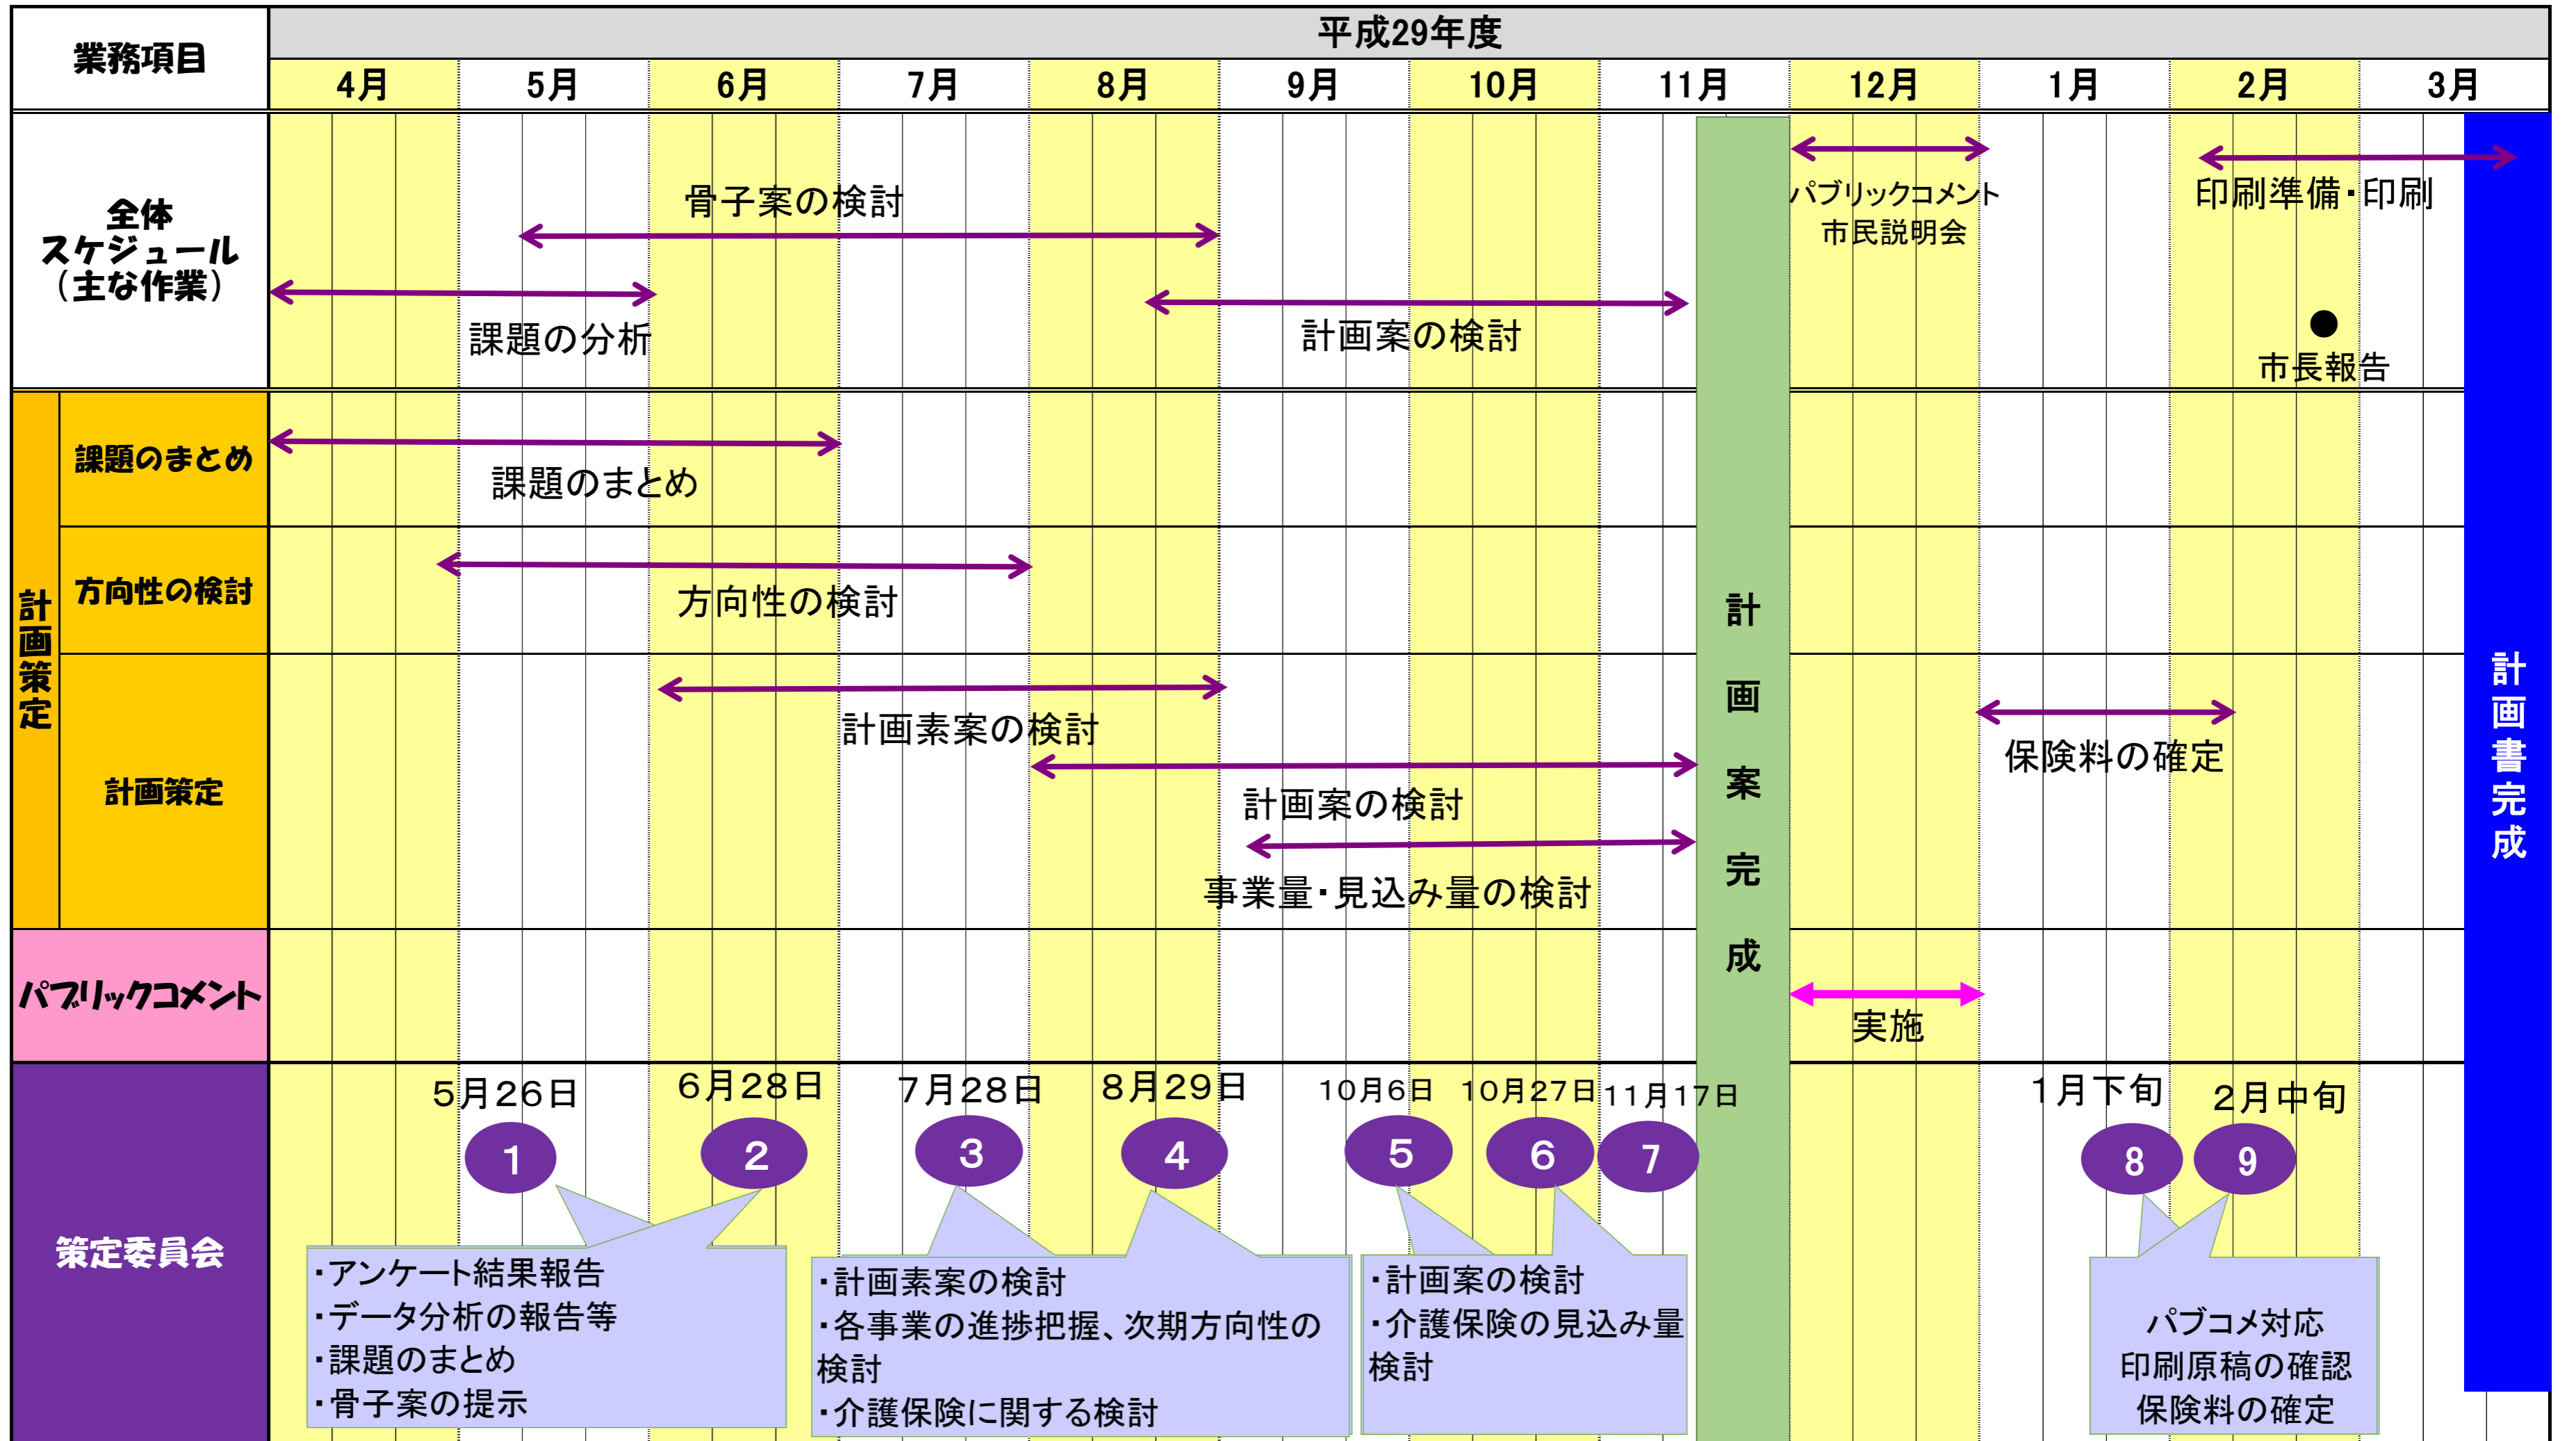 業務項目
平成29年度
4月
5月
6月
7月
8月
9月
10月
11月
12月
1月
2月
3月
全体
スケジュール
（主な作業）
骨子案の検討
課題の分析
計画案の検討
パブリックコメント
市民説明会
印刷準備・印刷
市長報告
計画策定
課題のまとめ
課題のまとめ
方向性の検討
方向性の検討
計画策定
計画素案の検討
計画案の検討
事業量・見込み量の検討
保険料の確定
計画案完成
計画書完成
パブリックコメント
実施
策定委員会
5月26日
6月28日
7月28日
8月29日
10月6日
10月27日
11月17日
1月下旬
2月中旬
1
2
3
4
5
6
7
8
9
・アンケート結果報告
・データ分析の報告等
・課題のまとめ
・骨子案の提示
・計画素案の検討
・各事業の進捗把握、次期方向性の
検討
・介護保険に関する検討
・計画案の検討
・介護保険の見込み量
検討
パブコメ対応
印刷原稿の確認
保険料の確定